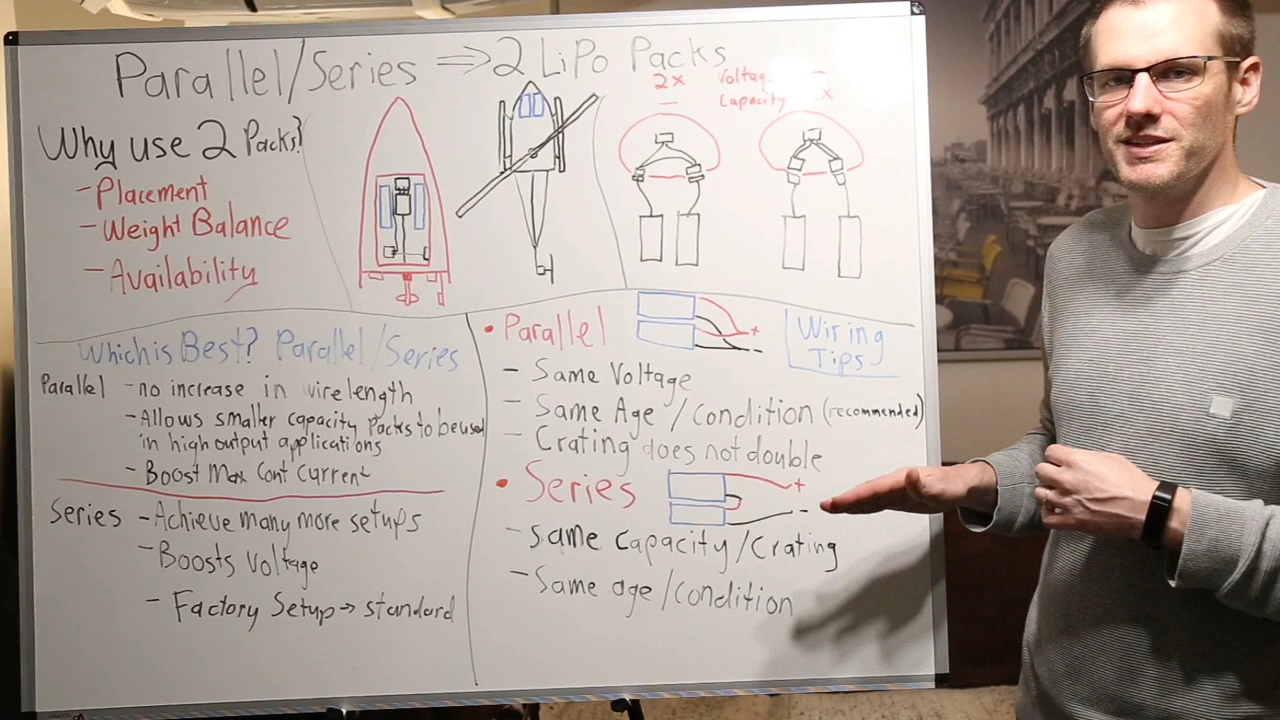 Parallel/Series ⇒ 2 LiPo Packs
Why use 2 Packs?
- Placement
- Weight Balance
- Availability
2x Voltag. –
– Capacity .x
Which is Best? Parallel/Series
Parallel - no increase in wire length
- Allows smaller capacity Packs to be used
in high output applications
- Boost Max Cont Current
Series - Achieve many more setups
- Boosts Voltage
- Factory Setup → standard
• Parallel
+
-
Wiring
Tips
- Same Voltage
- Same Age / Condition (recommended)
- Crating does not double
• Series
+
-
- Same Capacity/Crating
- Same age/Condition